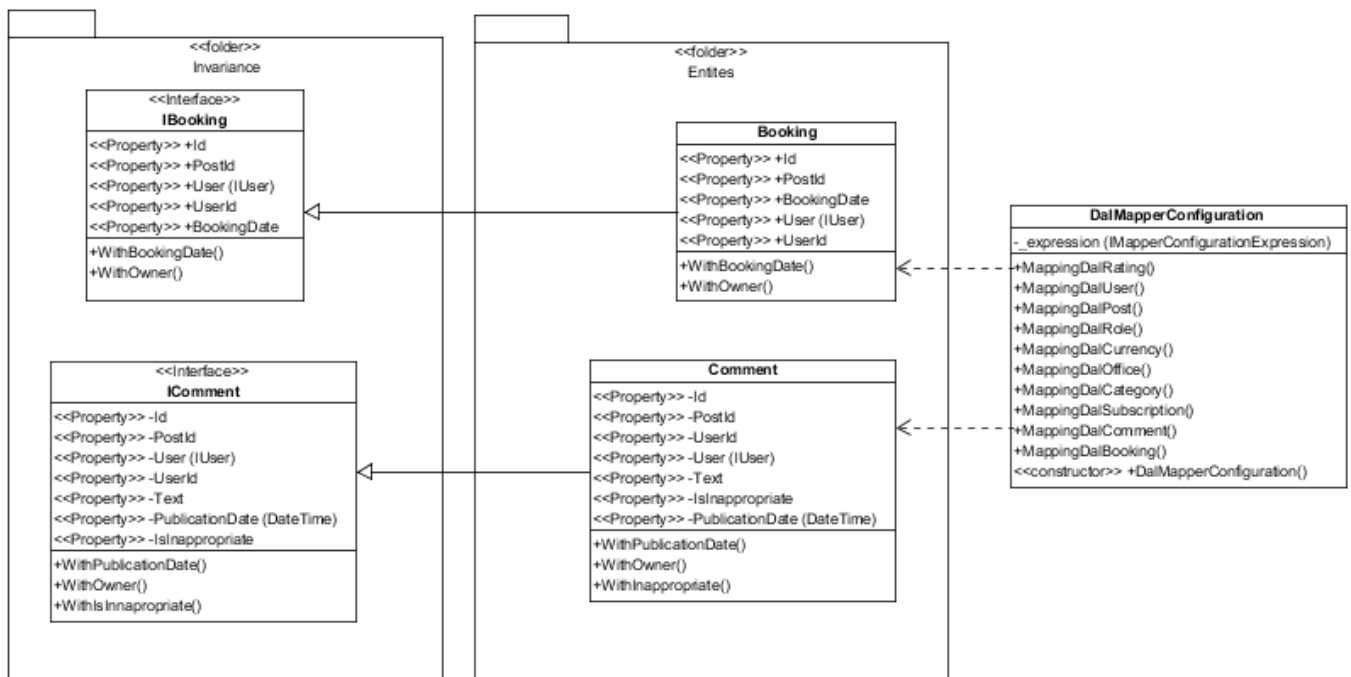 <<folder>>
Invariance
<<Interface>>
IBooking
<<Property>> +Id
<<Property>> +PostId
<<Property>> +User (IUser)
<<Property>> +UserId
<<Property>> +BookingDate
+WithBookingDate()
+WithOwner()
<<Interface>>
IComment
<<Property>> -Id
<<Property>> -PostId
<<Property>> -User (IUser)
<<Property>> -UserId
<<Property>> -Text
<<Property>> -PublicationDate (DateTime)
<<Property>> -IsInappropriate
+WithPublicationDate()
+WithOwner()
+WithIsInnapropriate()
<<folder>>
Entites
Booking
<<Property>> +Id
<<Property>> +PostId
<<Property>> +BookingDate
<<Property>> +User (IUser)
<<Property>> +UserId
+WithBookingDate()
+WithOwner()
Comment
<<Property>> -Id
<<Property>> -PostId
<<Property>> -UserId
<<Property>> -User (IUser)
<<Property>> -Text
<<Property>> -IsInappropriate
<<Property>> -PublicationDate (DateTime)
+WithPublicationDate()
+WithOwner()
+WithInappropriate()
DalMapperConfiguration
-_expression (IMapperConfigurationExpression)
+MappingDalRating()
+MappingDalUser()
+MappingDalPost()
+MappingDalRole()
+MappingDalCurrency()
+MappingDalOffice()
+MappingDalCategory()
+MappingDalSubscription()
+MappingDalComment()
+MappingDalBooking()
<<constructor>> +DalMapperConfiguration()